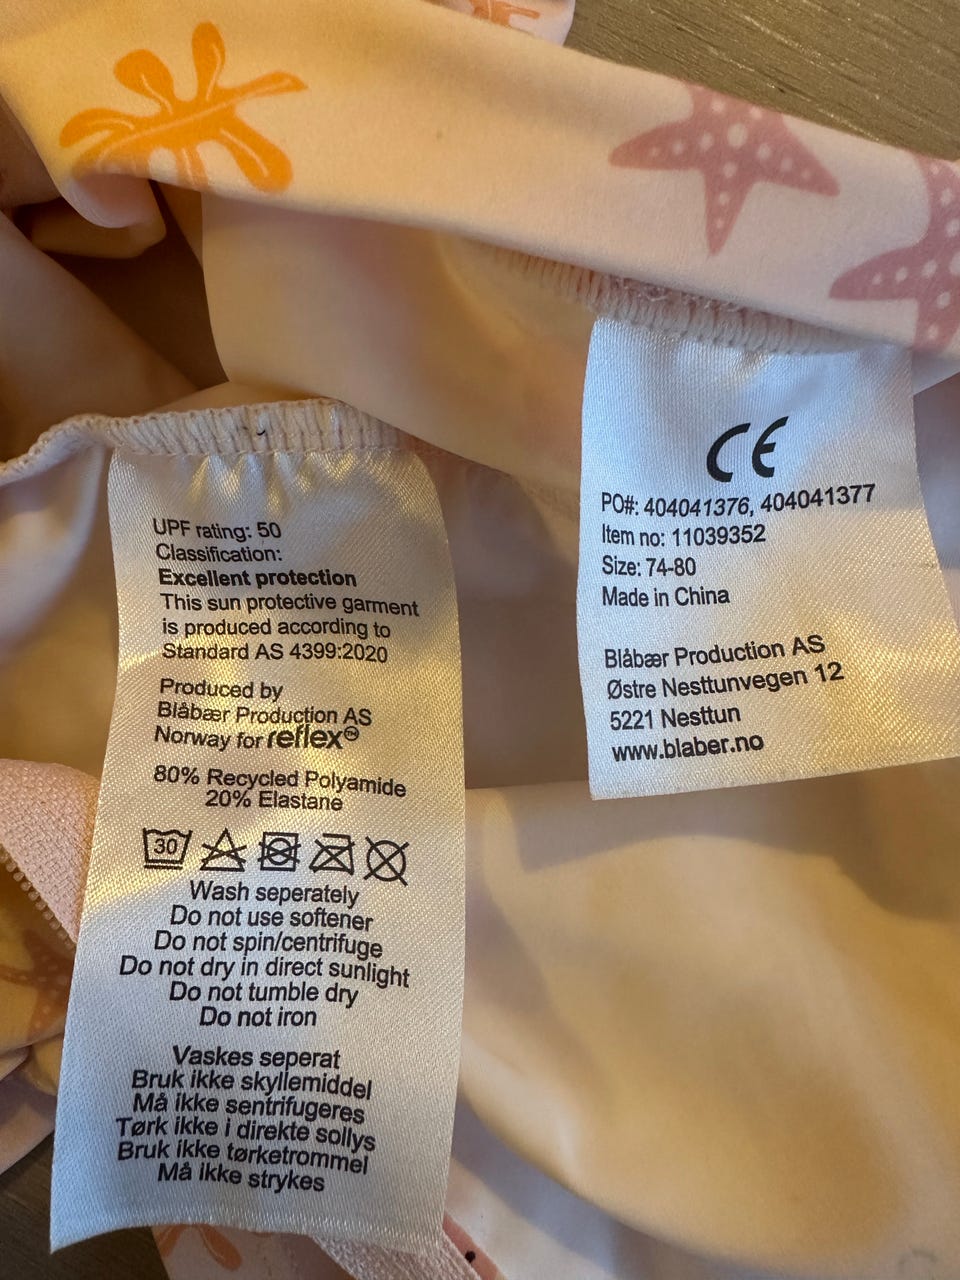 UPF rating: 50
Classification:
Excellent protection
This sun protective garment
is produced according to
Standard AS 4399:2020
Produced by
Blåbær Production AS
Norway for reflex™
80% Recycled Polyamide
20% Elastane
30
Wash seperately
Do not use softener
Do not spin/centrifuge
Do not dry in direct sunlight
Do not tumble dry
Do not iron
Vaskes seperat
Bruk ikke skyllemiddel
Må ikke sentrifugeres
Tørk ikke i direkte sollys
Bruk ikke tørketrommel
Må ikke strykes
CE
PO#: 404041376, 404041377
Item no: 11039352
Size: 74-80
Made in China
Blåbær Production AS
Østre Nesttunvegen 12
5221 Nesttun
www.blaber.no